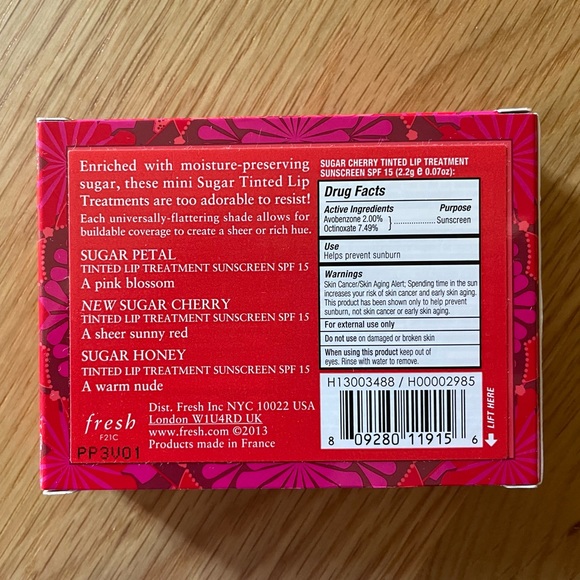 Enriched with moisture-preserving
sugar, these mini Sugar Tinted Lip
Treatments are too adorable to resist!
Each universally-flattering shade allows for
buildable coverage to create a sheer or rich hue.
SUGAR PETAL
TINTED LIP TREATMENT SUNSCREEN SPF 15
A pink blossom
NEW SUGAR CHERRY
TINTED LIP TREATMENT SUNSCREEN SPF 15
A sheer sunny red
SUGAR HONEY
TINTED LIP TREATMENT SUNSCREEN SPF 15
A warm nude
fresh
F21C
PP3V01
Dist. Fresh Inc NYC 10022 USA
London W1U4RD UK
www.fresh.com ©2013
Products made in France
SUGAR CHERRY TINTED LIP TREATMENT
SUNSCREEN SPF 15 (2.2g e 0.07oz):
Drug Facts
Active Ingredients Purpose
Avobenzone 2.00%
Octinoxate 7.49% } ............ Sunscreen
Use
Helps prevent sunburn
Warnings
Skin Cancer/Skin Aging Alert; Spending time in the sun
increases your risk of skin cancer and early skin aging.
This product has been shown only to help prevent
sunburn, not skin cancer or early skin aging.
For external use only
Do not use on damaged or broken skin
When using this product keep out of
eyes. Rinse with water to remove.
H13003488 / H00002985
8 09280 11915 6
LIFT HERE